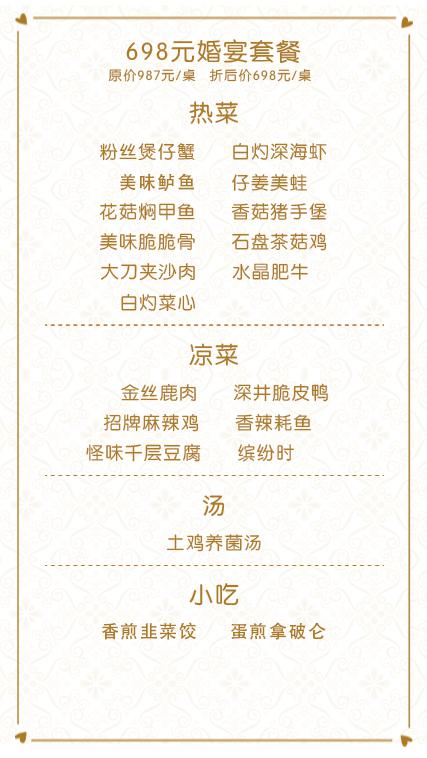 698元婚宴套餐
原价987元/桌 折后价698元/桌
热菜
粉丝煲仔蟹 白灼深海虾
美味鲈鱼 仔姜美蛙
花菇焖甲鱼 香菇猪手堡
美味脆脆骨 石盘茶菇鸡
大刀夹沙肉 水晶肥牛
白灼菜心
凉菜
金丝鹿肉 深井脆皮鸭
招牌麻辣鸡 香辣耗鱼
怪味千层豆腐 缤纷时
汤
土鸡养菌汤
小吃
香煎韭菜饺 蛋煎拿破仑